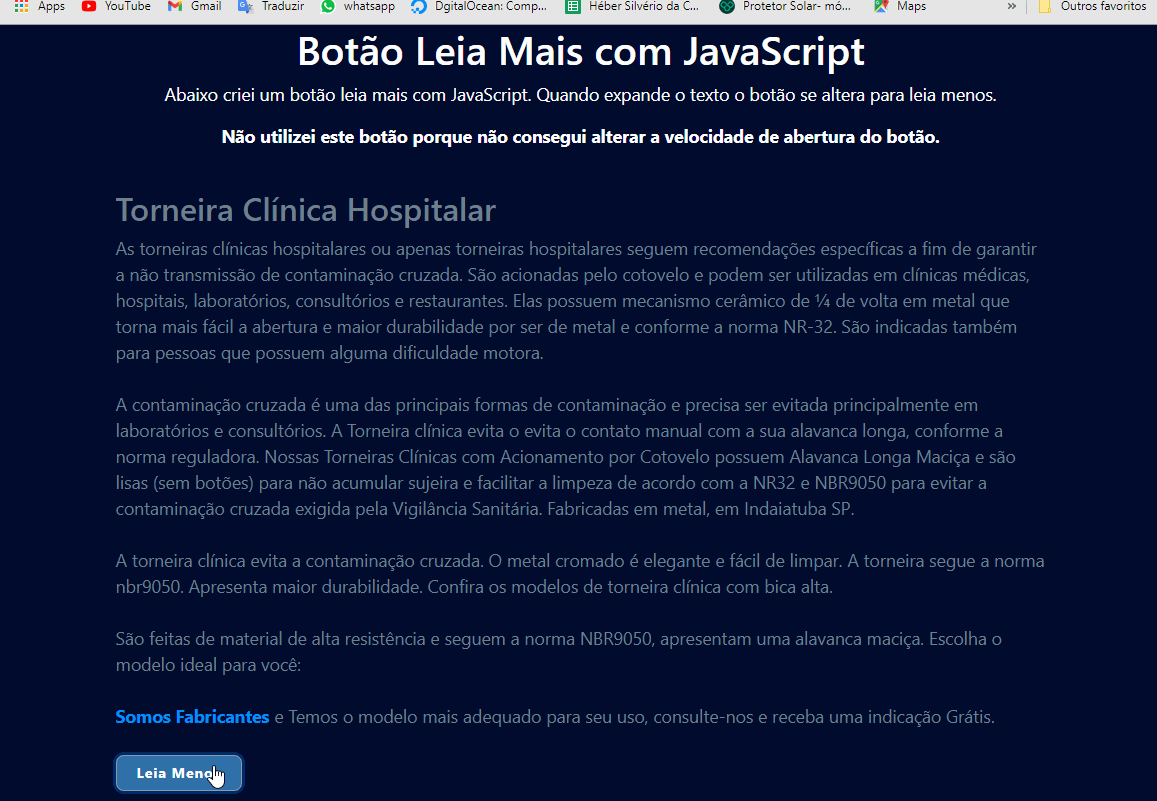 Apps YouTube Gmail Traduzir whatsapp DgitalOcean: Comp... Héber Silvério da C... Protetor Solar- mó... Maps » Outros favoritos
Botão Leia Mais com JavaScript
Abaixo criei um botão leia mais com JavaScript. Quando expande o texto o botão se altera para leia menos.
Não utilizei este botão porque não consegui alterar a velocidade de abertura do botão.
Torneira Clínica Hospitalar
As torneiras clínicas hospitalares ou apenas torneiras hospitalares seguem recomendações específicas a fim de garantir
a não transmissão de contaminação cruzada. São acionadas pelo cotovelo e podem ser utilizadas em clínicas médicas,
hospitais, laboratórios, consultórios e restaurantes. Elas possuem mecanismo cerâmico de ¼ de volta em metal que
torna mais fácil a abertura e maior durabilidade por ser de metal e conforme a norma NR-32. São indicadas também
para pessoas que possuem alguma dificuldade motora.
A contaminação cruzada é uma das principais formas de contaminação e precisa ser evitada principalmente em
laboratórios e consultórios. A Torneira clínica evita o evita o contato manual com a sua alavanca longa, conforme a
norma reguladora. Nossas Torneiras Clínicas com Acionamento por Cotovelo possuem Alavanca Longa Maciça e são
lisas (sem botões) para não acumular sujeira e facilitar a limpeza de acordo com a NR32 e NBR9050 para evitar a
contaminação cruzada exigida pela Vigilância Sanitária. Fabricadas em metal, em Indaiatuba SP.
A torneira clínica evita a contaminação cruzada. O metal cromado é elegante e fácil de limpar. A torneira segue a norma
nbr9050. Apresenta maior durabilidade. Confira os modelos de torneira clínica com bica alta.
São feitas de material de alta resistência e seguem a norma NBR9050, apresentam uma alavanca maciça. Escolha o
modelo ideal para você:
Somos Fabricantes e Temos o modelo mais adequado para seu uso, consulte-nos e receba uma indicação Grátis.
Leia Menos